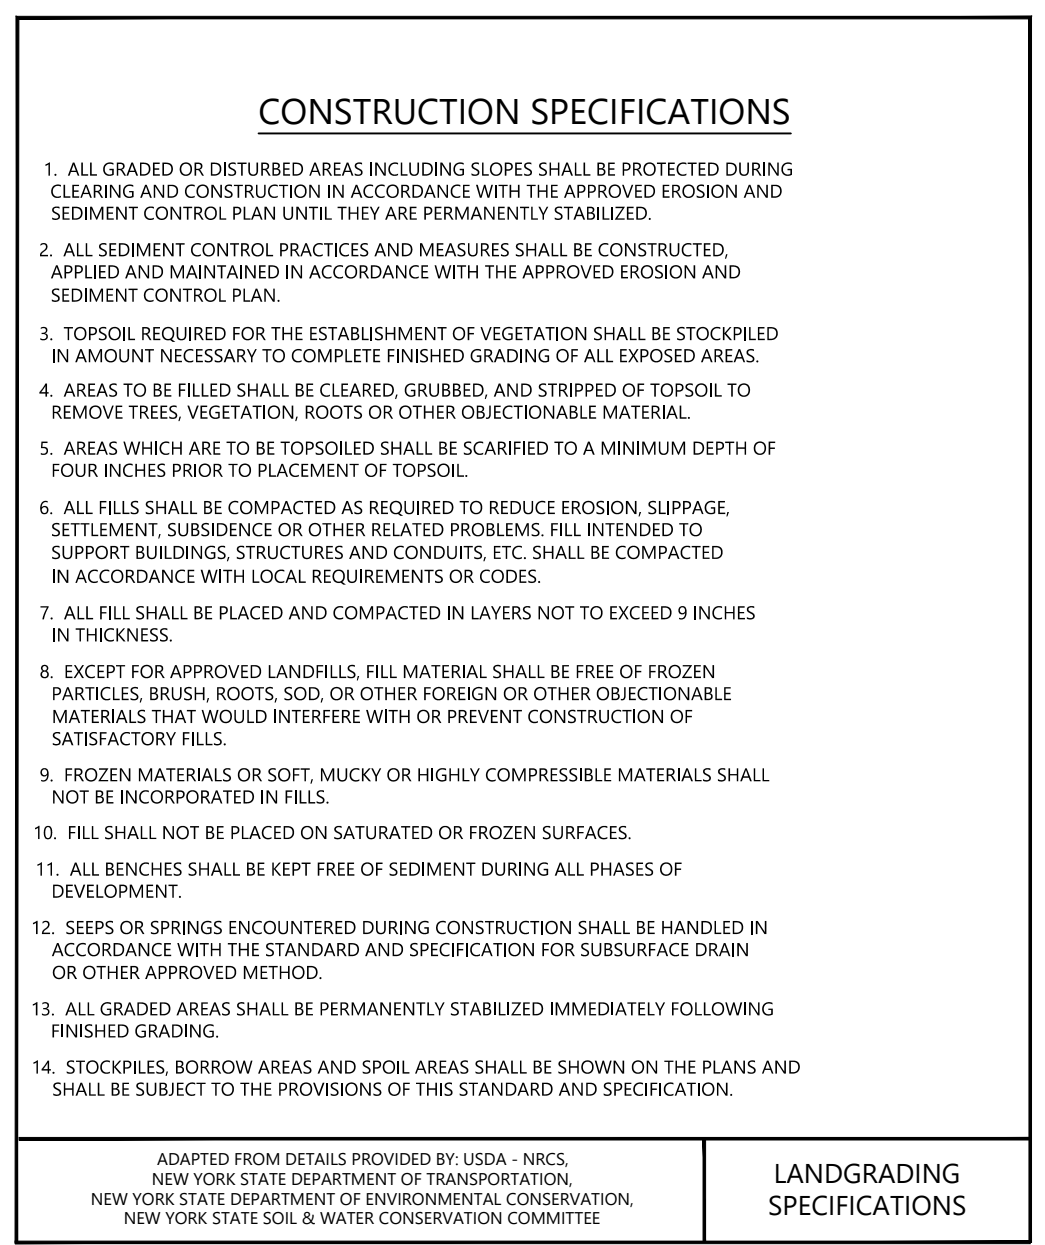 CONSTRUCTION SPECIFICATIONS
1. ALL GRADED OR DISTURBED AREAS INCLUDING SLOPES SHALL BE PROTECTED DURING
CLEARING AND CONSTRUCTION IN ACCORDANCE WITH THE APPROVED EROSION AND
SEDIMENT CONTROL PLAN UNTIL THEY ARE PERMANENTLY STABILIZED.
2. ALL SEDIMENT CONTROL PRACTICES AND MEASURES SHALL BE CONSTRUCTED,
APPLIED AND MAINTAINED IN ACCORDANCE WITH THE APPROVED EROSION AND
SEDIMENT CONTROL PLAN.
3. TOPSOIL REQUIRED FOR THE ESTABLISHMENT OF VEGETATION SHALL BE STOCKPILED
IN AMOUNT NECESSARY TO COMPLETE FINISHED GRADING OF ALL EXPOSED AREAS.
4. AREAS TO BE FILLED SHALL BE CLEARED, GRUBBED, AND STRIPPED OF TOPSOIL TO
REMOVE TREES, VEGETATION, ROOTS OR OTHER OBJECTIONABLE MATERIAL.
5. AREAS WHICH ARE TO BE TOPSOILED SHALL BE SCARIFIED TO A MINIMUM DEPTH OF
FOUR INCHES PRIOR TO PLACEMENT OF TOPSOIL.
6. ALL FILLS SHALL BE COMPACTED AS REQUIRED TO REDUCE EROSION, SLIPPAGE,
SETTLEMENT, SUBSIDENCE OR OTHER RELATED PROBLEMS. FILL INTENDED TO
SUPPORT BUILDINGS, STRUCTURES AND CONDUITS, ETC. SHALL BE COMPACTED
IN ACCORDANCE WITH LOCAL REQUIREMENTS OR CODES.
7. ALL FILL SHALL BE PLACED AND COMPACTED IN LAYERS NOT TO EXCEED 9 INCHES
IN THICKNESS.
8. EXCEPT FOR APPROVED LANDFILLS, FILL MATERIAL SHALL BE FREE OF FROZEN
PARTICLES, BRUSH, ROOTS, SOD, OR OTHER FOREIGN OR OTHER OBJECTIONABLE
MATERIALS THAT WOULD INTERFERE WITH OR PREVENT CONSTRUCTION OF
SATISFACTORY FILLS.
9. FROZEN MATERIALS OR SOFT, MUCKY OR HIGHLY COMPRESSIBLE MATERIALS SHALL
NOT BE INCORPORATED IN FILLS.
10. FILL SHALL NOT BE PLACED ON SATURATED OR FROZEN SURFACES.
11. ALL BENCHES SHALL BE KEPT FREE OF SEDIMENT DURING ALL PHASES OF
DEVELOPMENT.
12. SEEPS OR SPRINGS ENCOUNTERED DURING CONSTRUCTION SHALL BE HANDLED IN
ACCORDANCE WITH THE STANDARD AND SPECIFICATION FOR SUBSURFACE DRAIN
OR OTHER APPROVED METHOD.
13. ALL GRADED AREAS SHALL BE PERMANENTLY STABILIZED IMMEDIATELY FOLLOWING
FINISHED GRADING.
14. STOCKPILES, BORROW AREAS AND SPOIL AREAS SHALL BE SHOWN ON THE PLANS AND
SHALL BE SUBJECT TO THE PROVISIONS OF THIS STANDARD AND SPECIFICATION.
ADAPTED FROM DETAILS PROVIDED BY: USDA - NRCS,
NEW YORK STATE DEPARTMENT OF TRANSPORTATION,
NEW YORK STATE DEPARTMENT OF ENVIRONMENTAL CONSERVATION,
NEW YORK STATE SOIL & WATER CONSERVATION COMMITTEE
LANDGRADING
SPECIFICATIONS